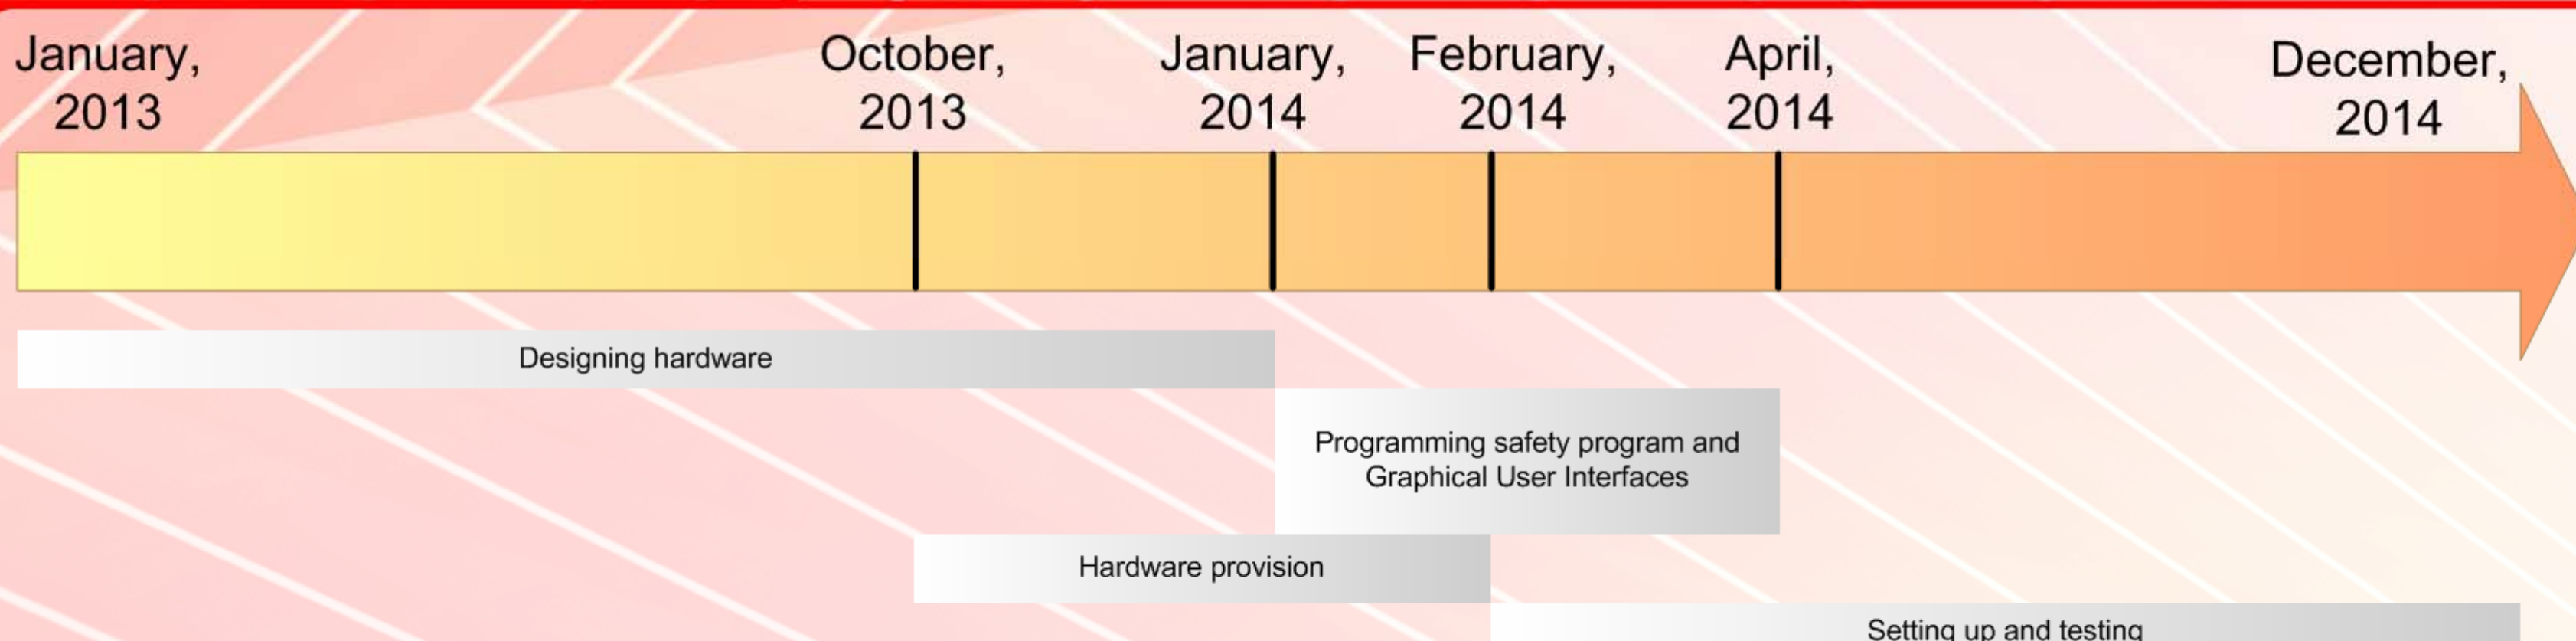 January,
2013
October,
2013
January,
2014
February,
2014
April,
2014
December,
2014
Designing hardware
Programming safety program and
Graphical User Interfaces
Hardware provision
Setting up and testing